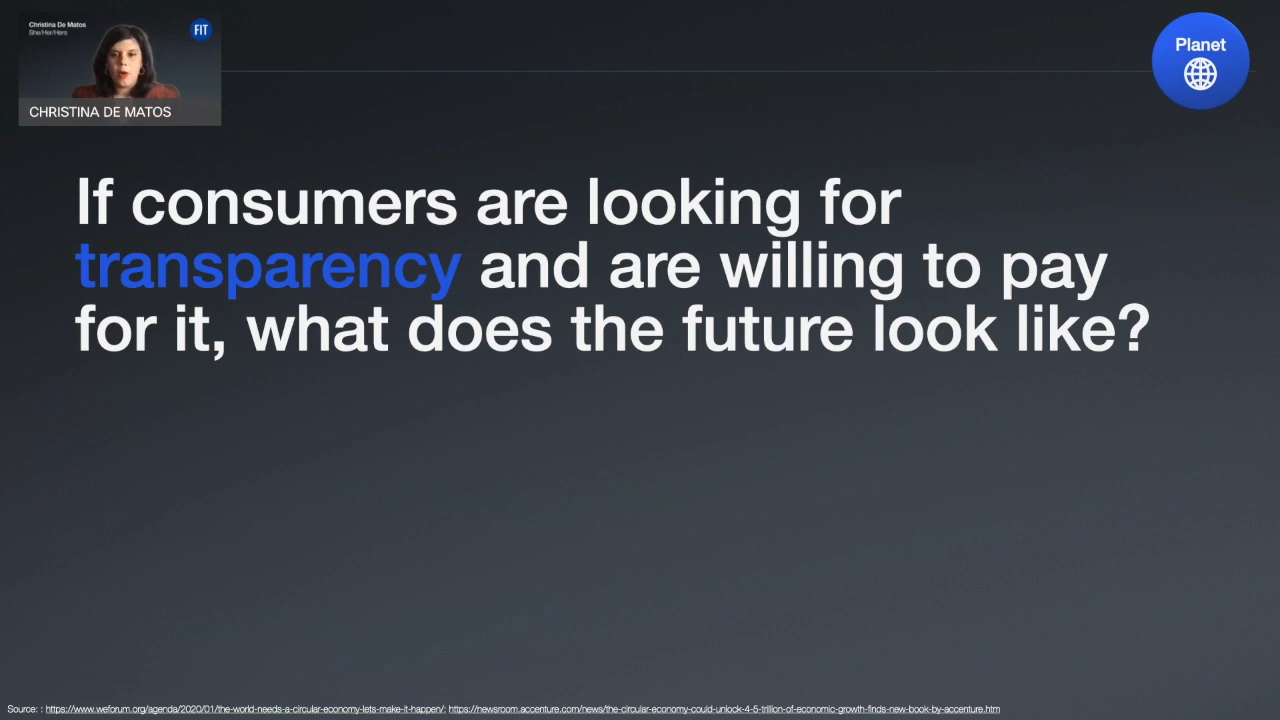 Christina De Matos
She/Her/Hers
FIT
CHRISTINA DE MATOS
Planet
If consumers are looking for
transparency and are willing to pay
for it, what does the future look like?
Source: : https://www.weforum.org/agenda/2020/01/the-world-needs-a-circular-economy-lets-make-it-happen/; https://newsroom.accenture.com/news/the-circular-economy-could-unlock-4-5-trillion-of-economic-growth-finds-new-book-by-accenture.htm